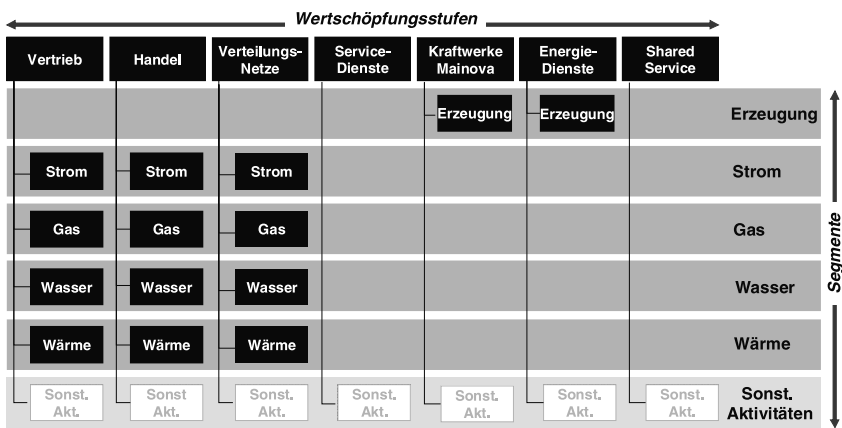 Wertschöpfungsstufen
Vertrieb
Handel
Verteilungs-
Netze
Service-
Dienste
Kraftwerke
Mainova
Energie-
Dienste
Shared
Service
Erzeugung
Erzeugung
Erzeugung
Strom
Strom
Strom
Strom
Gas
Gas
Gas
Gas
Wasser
Wasser
Wasser
Wasser
Wärme
Wärme
Wärme
Wärme
Sonst.
Akt.
Sonst
Akt.
Sonst.
Akt.
Sonst.
Akt.
Sonst.
Akt.
Sonst.
Akt.
Sonst.
Akt.
Sonst.
Aktivitäten
Segmente